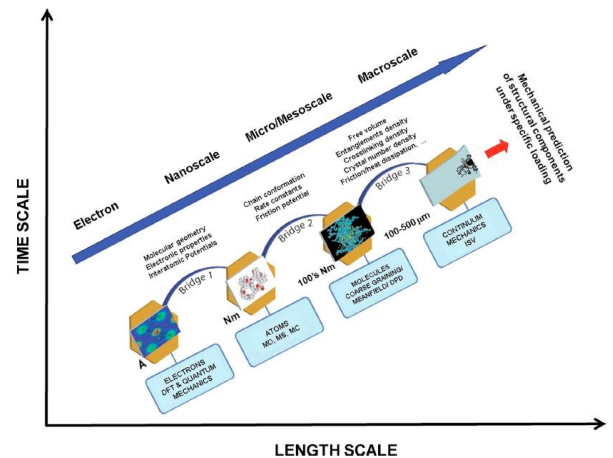 TIME SCALE
LENGTH SCALE
Electron
Nanoscale
Micro/Mesoscale
Macroscale
Molecular geometry
Electronic properties
Interatomic Potentials
Bridge 1
Chain conformation
Rate constants
Friction potential
Bridge 2
Free volume
Entanglements density
Crosslinking density
Crystal number density
Friction/heat dissipation, ...
Bridge 3
Mechanical prediction
of structural components
under specific loading
A
Nm
100's Nm
100-500 µm
ELECTRONS
DFT & QUANTUM
MECHANICS
ATOMS
MD, MS, MC
MOLECULES
COARSE GRAINING/
MEANFIELD/ DPD
CONTINUUM
MECHANICS
ISV